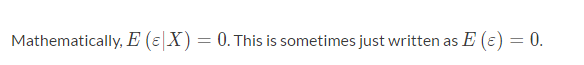 Mathematically, E (ε|X) = 0. This is sometimes just written as E (ε) = 0.